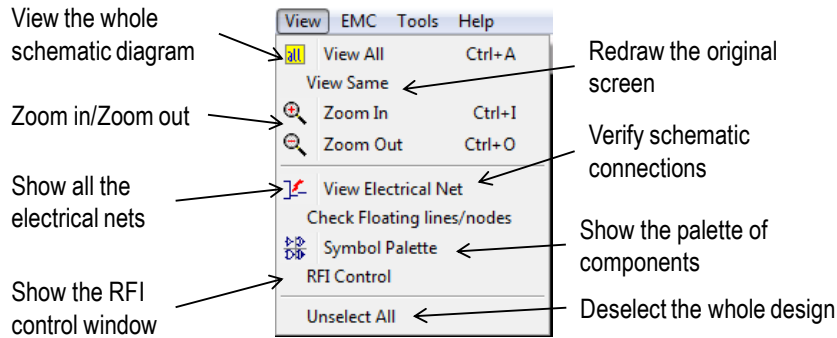 View the whole
schematic diagram
Zoom in/Zoom out
Show all the
electrical nets
Show the RFI
control window
View EMC Tools Help
all View All Ctrl+A
View Same
Zoom In Ctrl+I
Zoom Out Ctrl+O
View Electrical Net
Check Floating lines/nodes
Symbol Palette
RFI Control
Unselect All
Redraw the original
screen
Verify schematic
connections
Show the palette of
components
Deselect the whole design